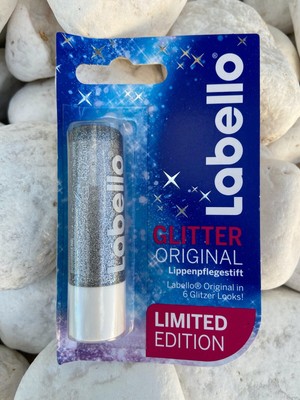 Labello
Labello
GLITTER
ORIGINAL
Lippenpflegestift
Labello® Original in
6 Glitzer Looks!
LIMITED
EDITION